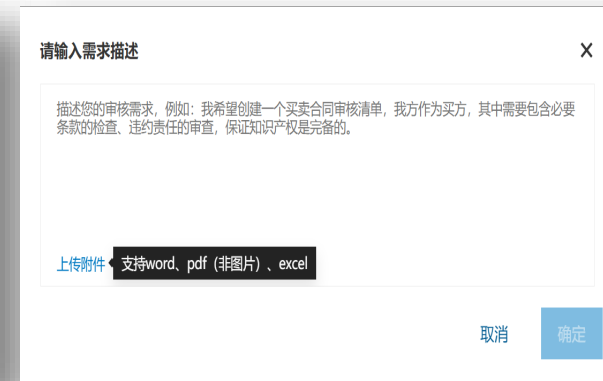 请输入需求描述
X
描述您的审核需求，例如：我希望创建一个买卖合同审核清单，我方作为买方，其中需要包含必要
条款的检查、违约责任的审查，保证知识产权是完备的。
上传附件 支持word、pdf（非图片）、excel
取消 确定